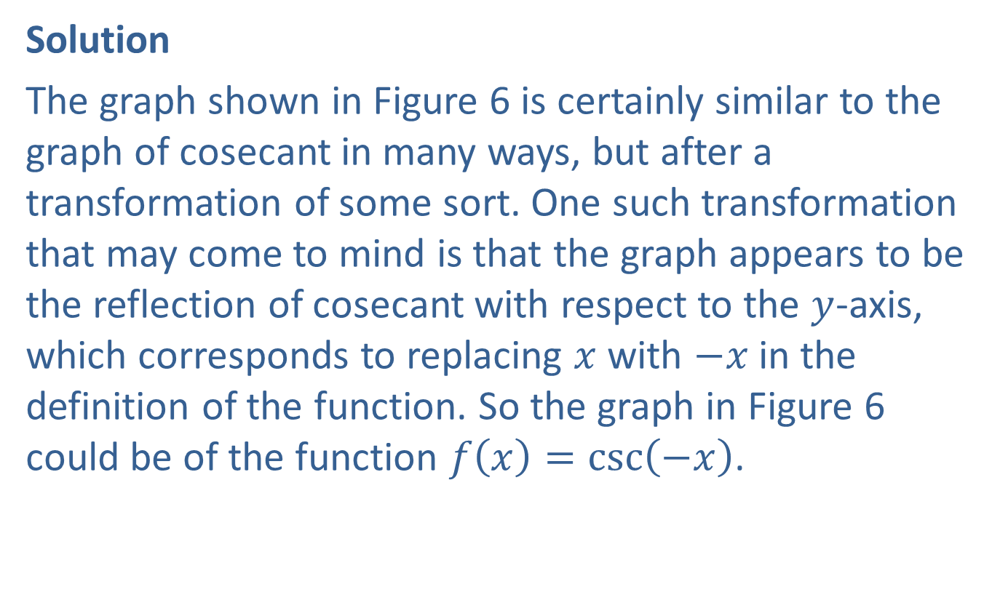 Solution
The graph shown in Figure 6 is certainly similar to the
graph of cosecant in many ways, but after a
transformation of some sort. One such transformation
that may come to mind is that the graph appears to be
the reflection of cosecant with respect to the y-axis,
which corresponds to replacing x with −x in the
definition of the function. So the graph in Figure 6
could be of the function f(x) = csc(−x).